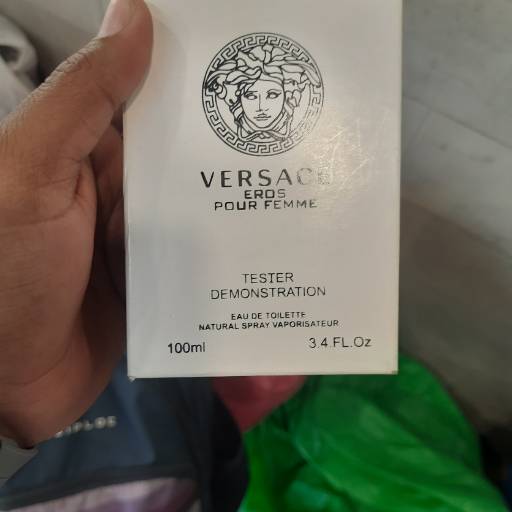 VERSACE
EROS
POUR FEMME
TESTER
DEMONSTRATION
EAU DE TOILETTE
NATURAL SPRAY VAPORISATEUR
100ml
3.4.FL.Oz